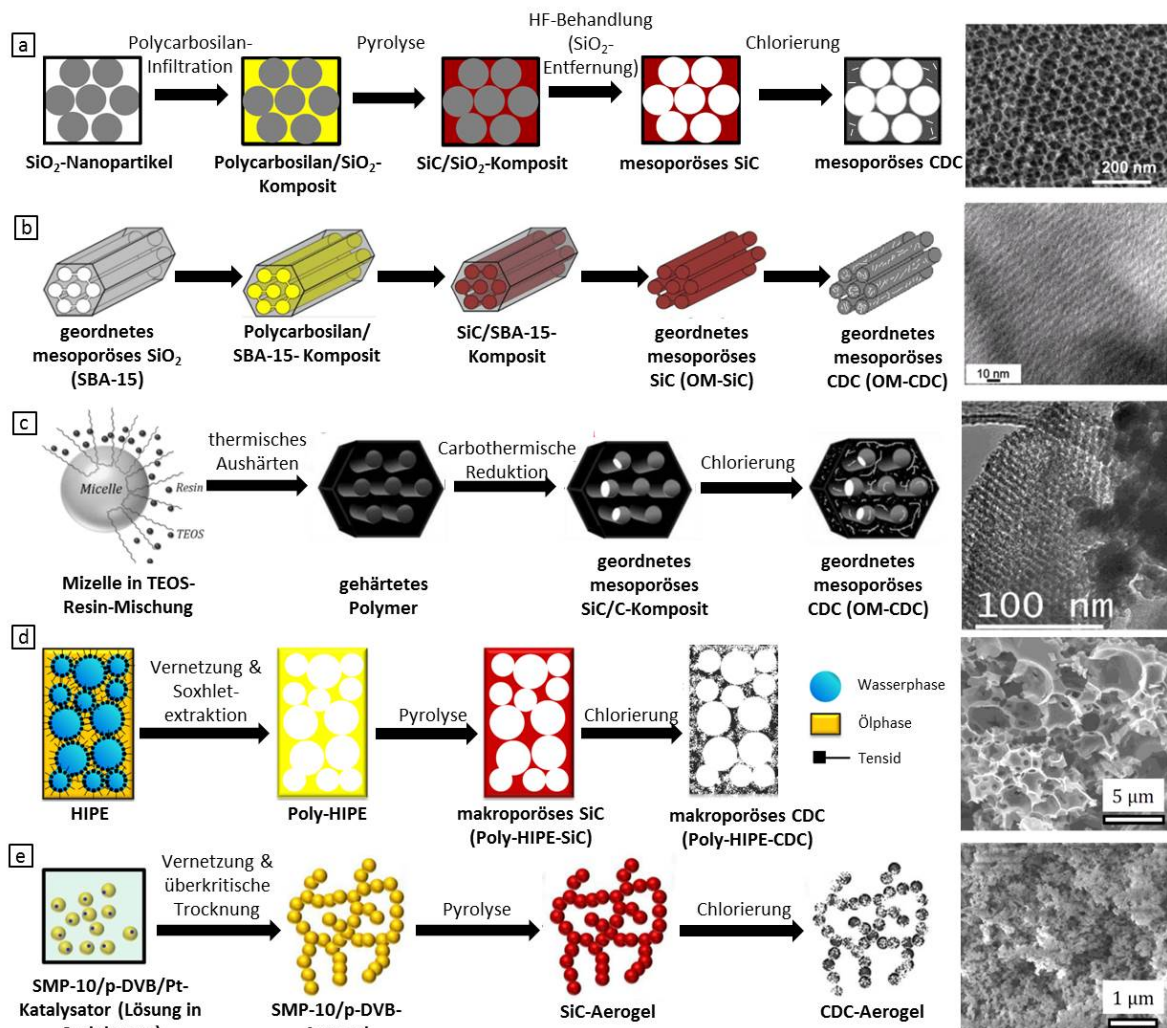 a
Polycarbosilan-
Infiltration
Pyrolyse
HF-Behandlung
(SiO₂-
Entfernung)
Chlorierung
SiO₂-Nanopartikel
Polycarbosilan/SiO₂-
Komposit
SiC/SiO₂-Komposit
mesoporöses SiC
mesoporöses CDC
200 nm
b
geordnetes
mesoporöses SiO₂
(SBA-15)
Polycarbosilan/
SBA-15- Komposit
SiC/SBA-15-
Komposit
geordnetes
mesoporöses
SiC (OM-SiC)
geordnetes
mesoporöses
CDC (OM-CDC)
10 nm
c
Micelle
Resin
TEOS
thermisches
Aushärten
Carbothermische
Reduktion
Chlorierung
Mizelle in TEOS-
Resin-Mischung
gehärtetes
Polymer
geordnetes
mesoporöses
SiC/C-Komposit
geordnetes
mesoporöses
CDC (OM-CDC)
100 nm
d
Vernetzung &
Soxhlet-
extraktion
Pyrolyse
Chlorierung
Wasserphase
Ölphase
Tensid
HIPE
Poly-HIPE
makroporöses SiC
(Poly-HIPE-SiC)
makroporöses CDC
(Poly-HIPE-CDC)
5 µm
e
Vernetzung &
überkritische
Trocknung
Pyrolyse
Chlorierung
SMP-10/p-DVB/Pt-
Katalysator (Lösung in
SMP-10/p-DVB-
SiC-Aerogel
CDC-Aerogel
1 µm